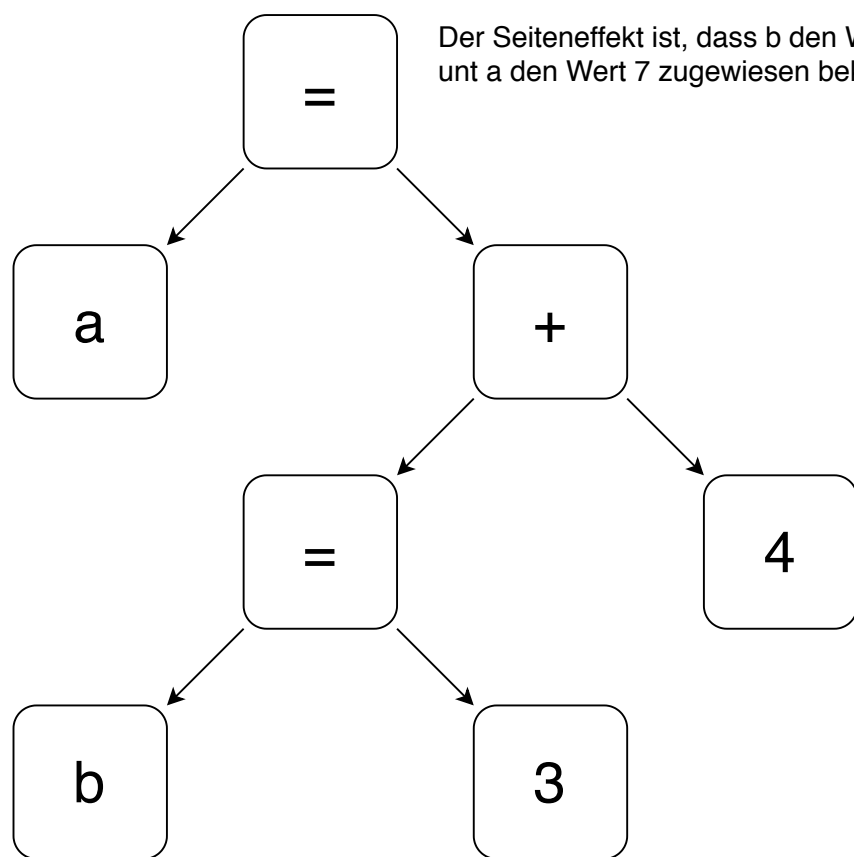 Der Seiteneffekt ist, dass b den
unt a den Wert 7 zugewiesen
=
a
+
=
4
b
3